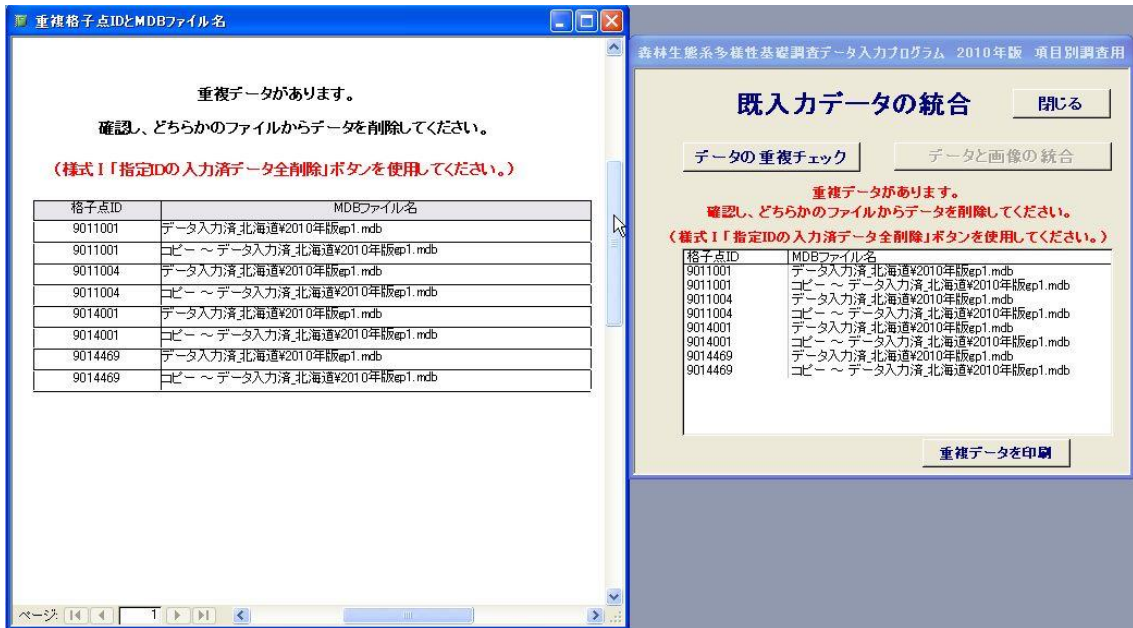 重複格子点IDとMDBファイル名
重複データがあります。
確認し、どちらかのファイルからデータを削除してください。
(様式Ⅰ「指定IDの入力済データ全削除」ボタンを使用してください。)
格子点ID MDBファイル名
9011001 データ入力済_北海道¥2010年版gp1.mdb
9011001 コピー ～ データ入力済_北海道¥2010年版gp1.mdb
9011004 データ入力済_北海道¥2010年版gp1.mdb
9011004 コピー ～ データ入力済_北海道¥2010年版gp1.mdb
9014001 データ入力済_北海道¥2010年版gp1.mdb
9014001 コピー ～ データ入力済_北海道¥2010年版gp1.mdb
9014469 データ入力済_北海道¥2010年版gp1.mdb
9014469 コピー ～ データ入力済_北海道¥2010年版gp1.mdb
ページ: 1
森林生態系多様性基礎調査データ入力プログラム 2010年版 項目別調査用
既入力データの統合
閉じる
データの重複チェック
データと画像の統合
重複データがあります。
確認し、どちらかのファイルからデータを削除してください。
(様式Ⅰ「指定IDの入力済データ全削除」ボタンを使用してください。)
格子点ID MDBファイル名
9011001 データ入力済_北海道¥2010年版gp1.mdb
9011001 コピー ～ データ入力済_北海道¥2010年版gp1.mdb
9011004 データ入力済_北海道¥2010年版gp1.mdb
9011004 コピー ～ データ入力済_北海道¥2010年版gp1.mdb
9014001 データ入力済_北海道¥2010年版gp1.mdb
9014001 コピー ～ データ入力済_北海道¥2010年版gp1.mdb
9014469 データ入力済_北海道¥2010年版gp1.mdb
9014469 コピー ～ データ入力済_北海道¥2010年版gp1.mdb
重複データを印刷